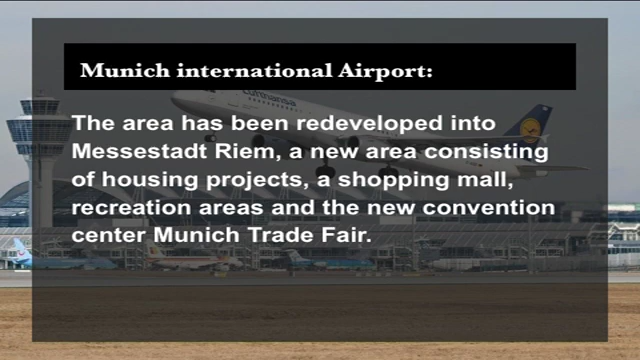 Munich international Airport:
Lufthansa
The area has been redeveloped into
Messestadt Riem, a new area consisting
of housing projects, a shopping mall,
recreation areas and the new convention
center Munich Trade Fair.